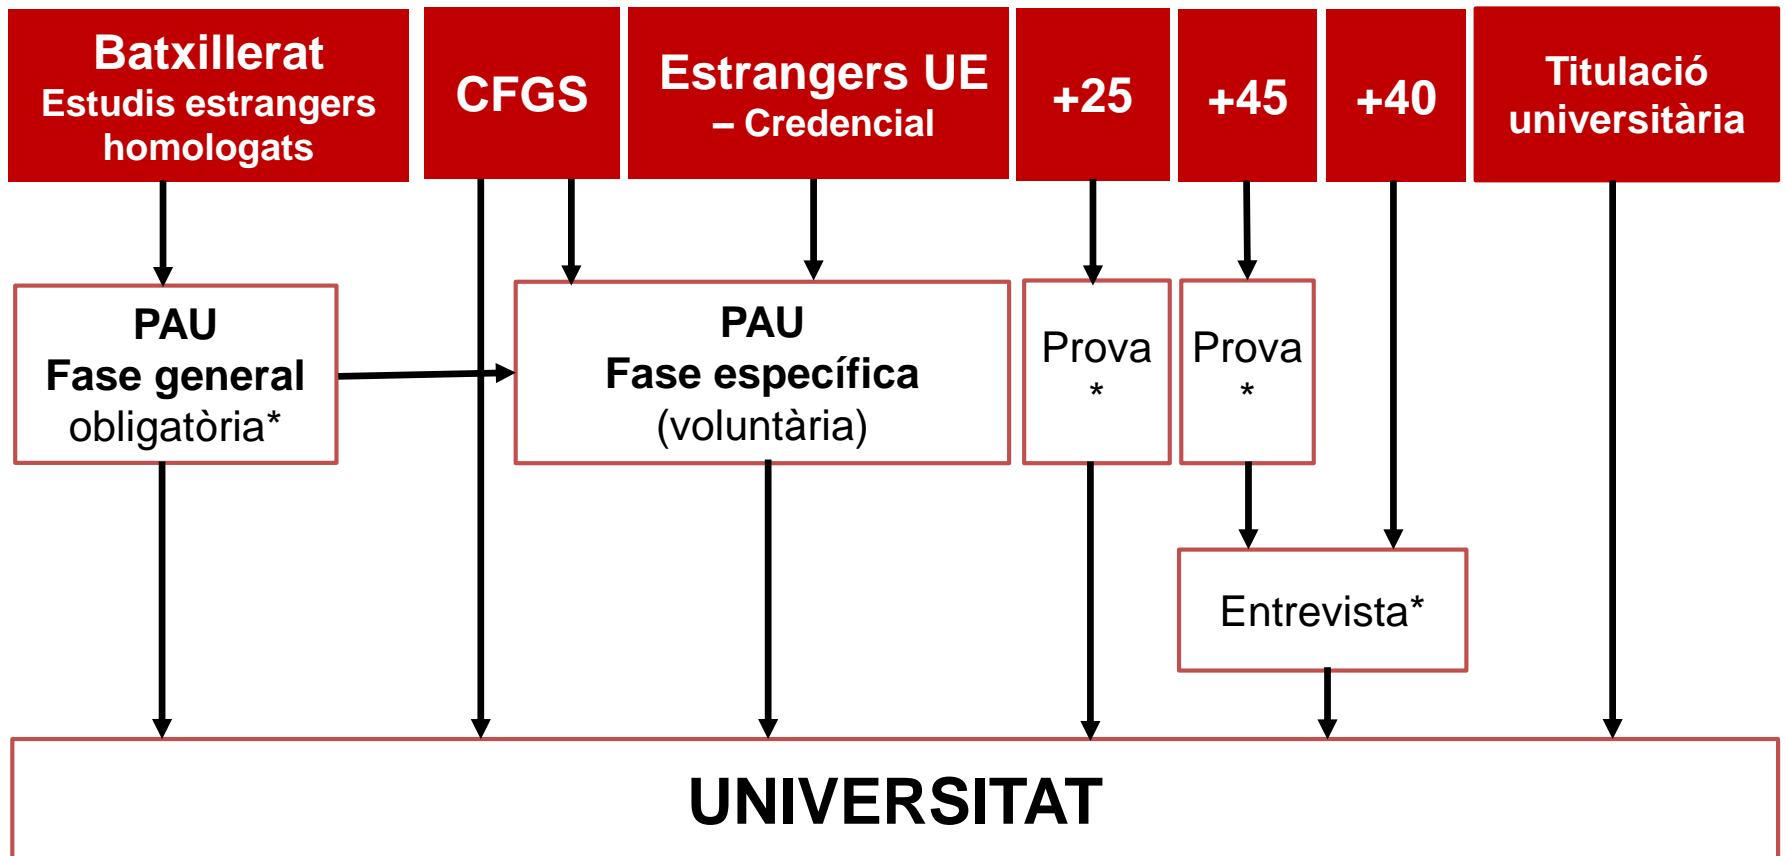 Batxillerat
Estudis estrangers
homologats
CFGS
Estrangers UE
– Credencial
+25
+45
+40
Titulació
universitària
PAU
Fase general
obligatòria*
PAU
Fase específica
(voluntària)
Prova
*
Prova
*
Entrevista*
UNIVERSITAT